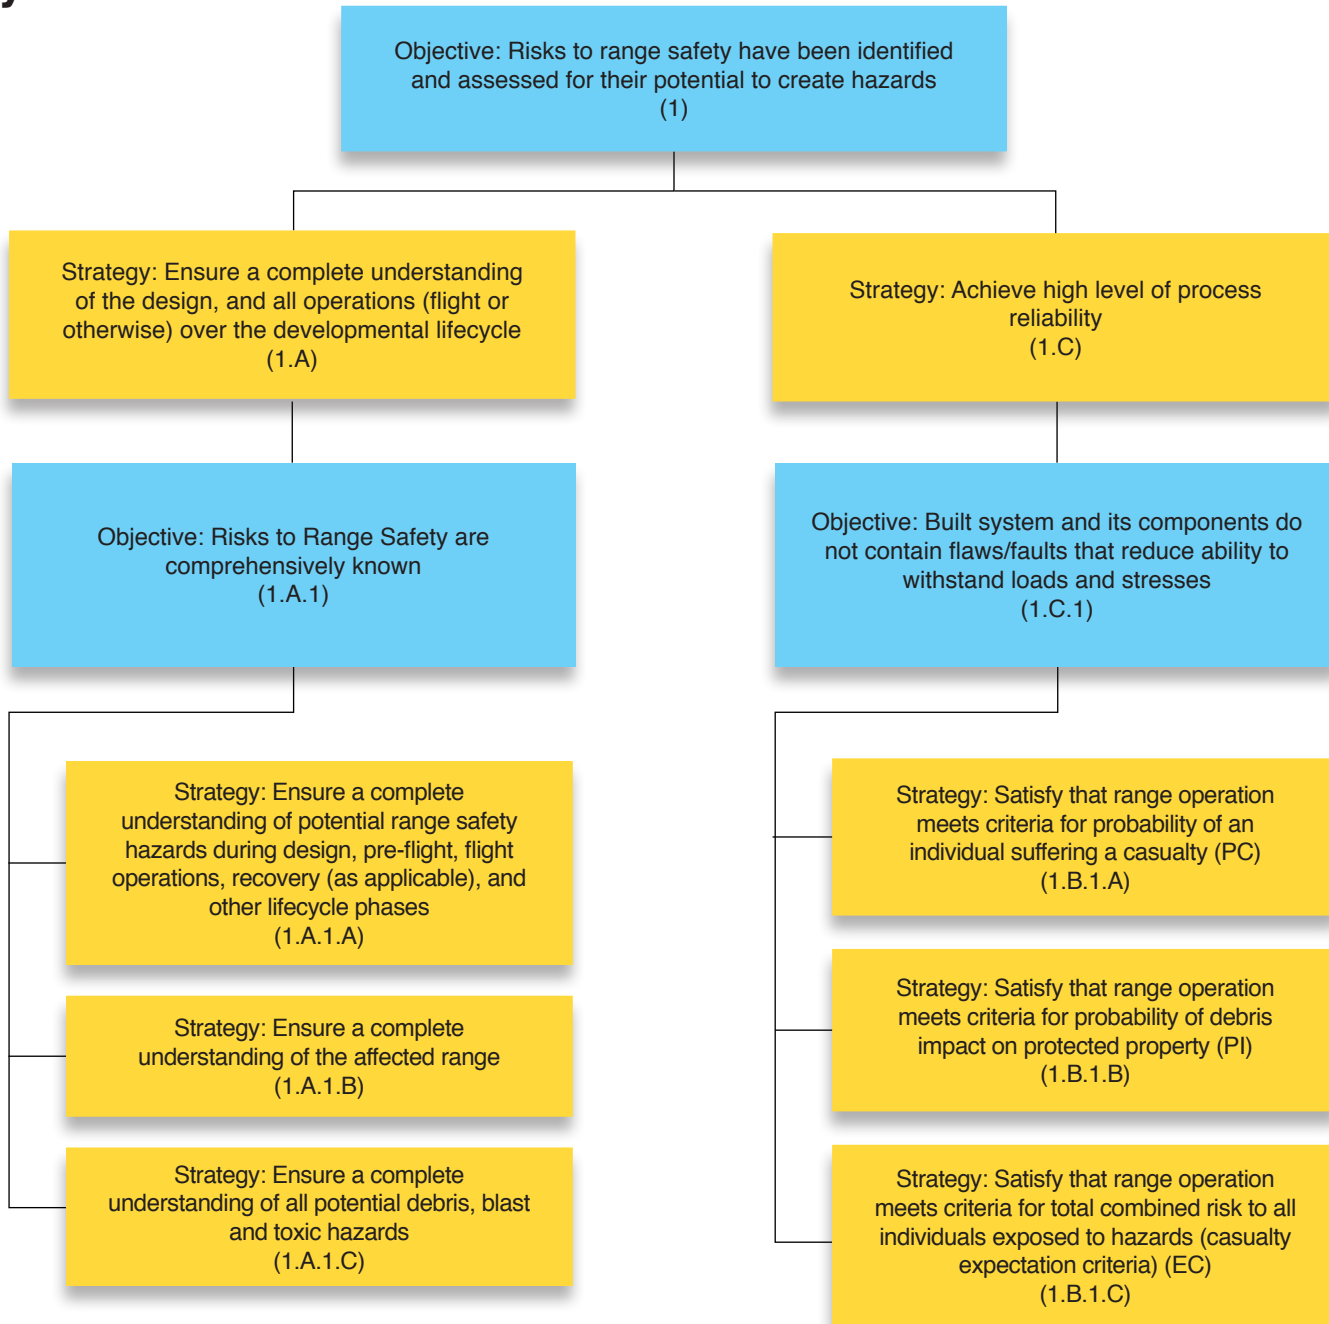 y
Objective: Risks to range safety have been identified
and assessed for their potential to create hazards
(1)
Strategy: Ensure a complete understanding
of the design, and all operations (flight or
otherwise) over the developmental lifecycle
(1.A)
Strategy: Achieve high level of process
reliability
(1.C)
Objective: Risks to Range Safety are
comprehensively known
(1.A.1)
Objective: Built system and its components do
not contain flaws/faults that reduce ability to
withstand loads and stresses
(1.C.1)
Strategy: Ensure a complete
understanding of potential range safety
hazards during design, pre-flight, flight
operations, recovery (as applicable), and
other lifecycle phases
(1.A.1.A)
Strategy: Ensure a complete
understanding of the affected range
(1.A.1.B)
Strategy: Ensure a complete
understanding of all potential debris, blast
and toxic hazards
(1.A.1.C)
Strategy: Satisfy that range operation
meets criteria for probability of an
individual suffering a casualty (PC)
(1.B.1.A)
Strategy: Satisfy that range operation
meets criteria for probability of debris
impact on protected property (PI)
(1.B.1.B)
Strategy: Satisfy that range operation
meets criteria for total combined risk to all
individuals exposed to hazards (casualty
expectation criteria) (EC)
(1.B.1.C)